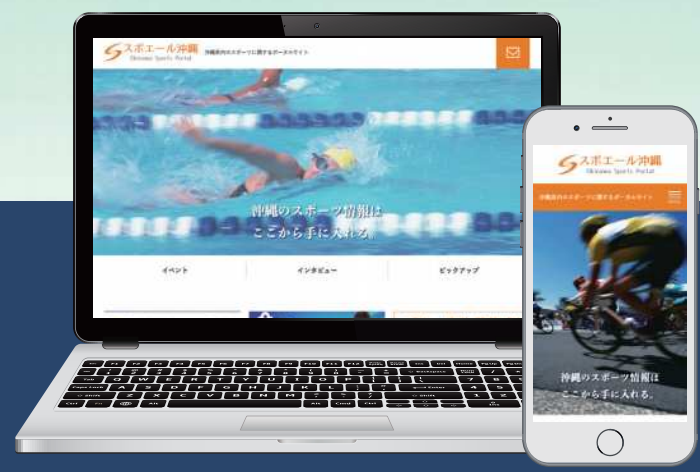 スポエール沖縄
Okinawa Sports Portal
沖縄県内のスポーツに関するポータルサイト
沖縄のスポーツ情報は
ここから手に入れる。
イベント
インタビュー
ピックアップ
スポエール沖縄
Okinawa Sports Portal
沖縄県内のスポーツに関するポータルサイト
沖縄のスポーツ情報は
ここから手に入れる。